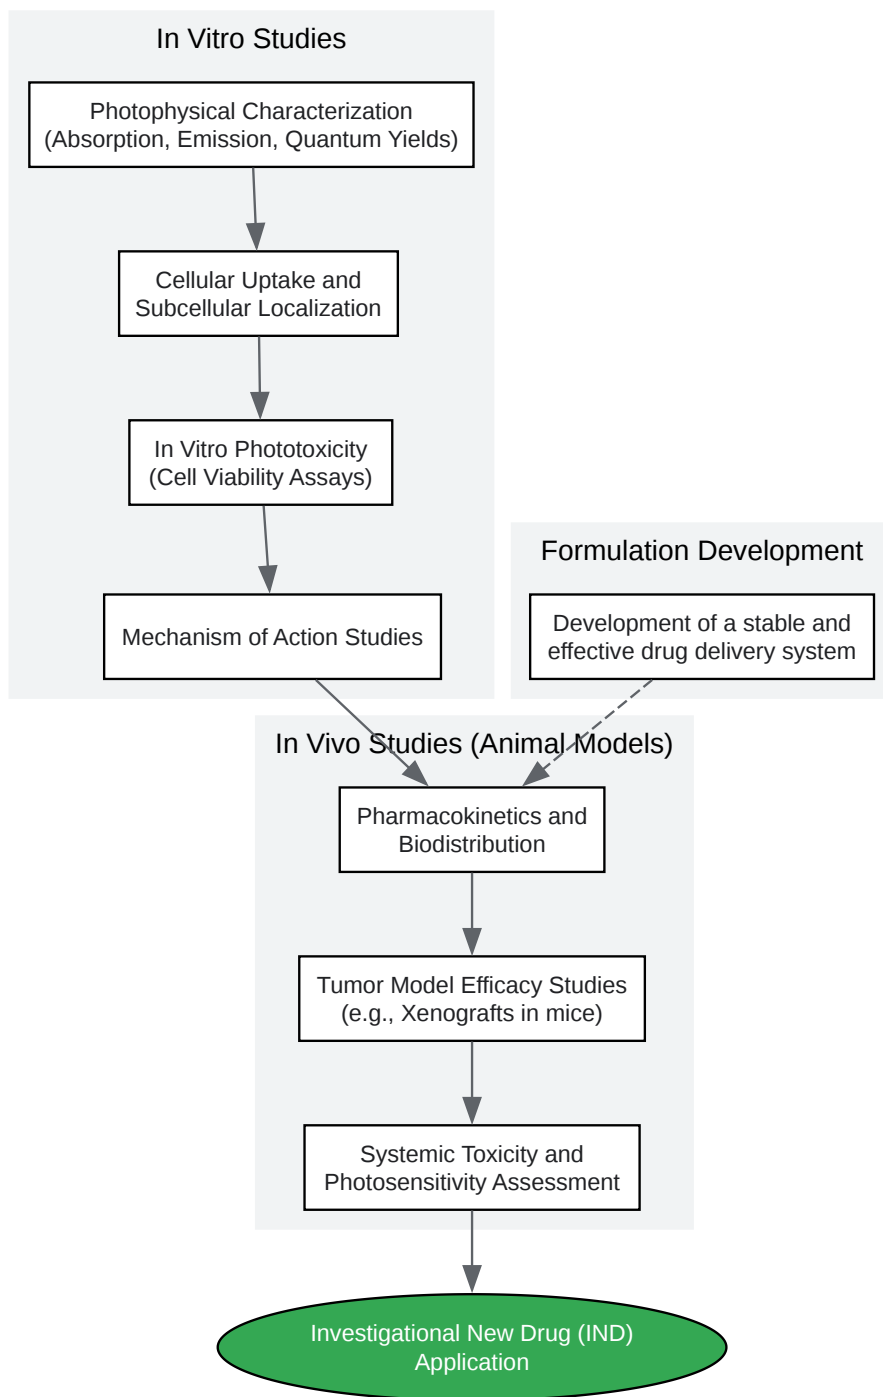 In Vitro Studies
Photophysical Characterization
(Absorption, Emission, Quantum Yields)
Cellular Uptake and
Subcellular Localization
In Vitro Phototoxicity
(Cell Viability Assays)
Mechanism of Action Studies
Formulation Development
Development of a stable and
effective drug delivery system
In Vivo Studies (Animal Models)
Pharmacokinetics and
Biodistribution
Tumor Model Efficacy Studies
(e.g., Xenografts in mice)
Systemic Toxicity and
Photosensitivity Assessment
Investigational New Drug (IND)
Application